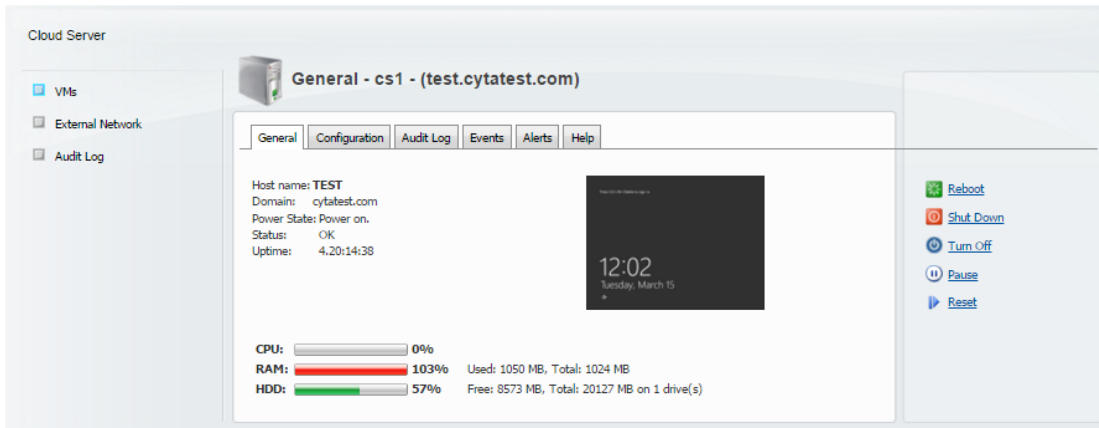 Cloud Server
VMs
External Network
Audit Log
General - cs1 - (test.cytatest.com)
General Configuration Audit Log Events Alerts Help
Host name: TEST
Domain: cytatest.com
Power State: Power on.
Status: OK
Uptime: 4.20:14:38
12:02
Tuesday, March 15
CPU: 0%
RAM: 103% Used: 1050 MB, Total: 1024 MB
HDD: 57% Free: 8573 MB, Total: 20127 MB on 1 drive(s)
Reboot
Shut Down
Turn Off
Pause
Reset